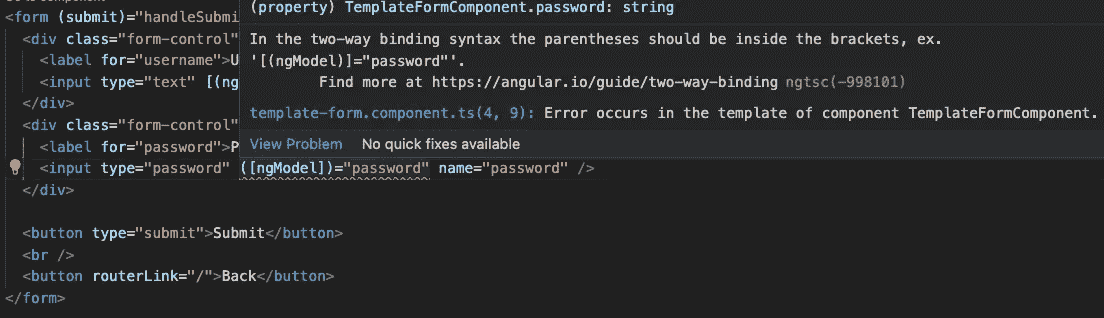 (property) TemplateFormComponent.password: string
<form (submit)="handleSubmi
In the two-way binding syntax the parentheses should be inside the brackets, ex.
<div class="form-control"
'[(ngModel)]="password"'.
<label for="username">U
Find more at https://angular.io/guide/two-way-binding ngtsc(-998101)
<input type="text" [(ng
</div>
template-form.component.ts(4, 9): Error occurs in the template of component TemplateFormComponent.
<div class="form-control"
View Problem No quick fixes available
<label for="password">P
<input type="password" ([ngModel])="password" name="password" />
</div>
<button type="submit">Submit</button>
<br />
<button routerLink="/">Back</button>
</form>